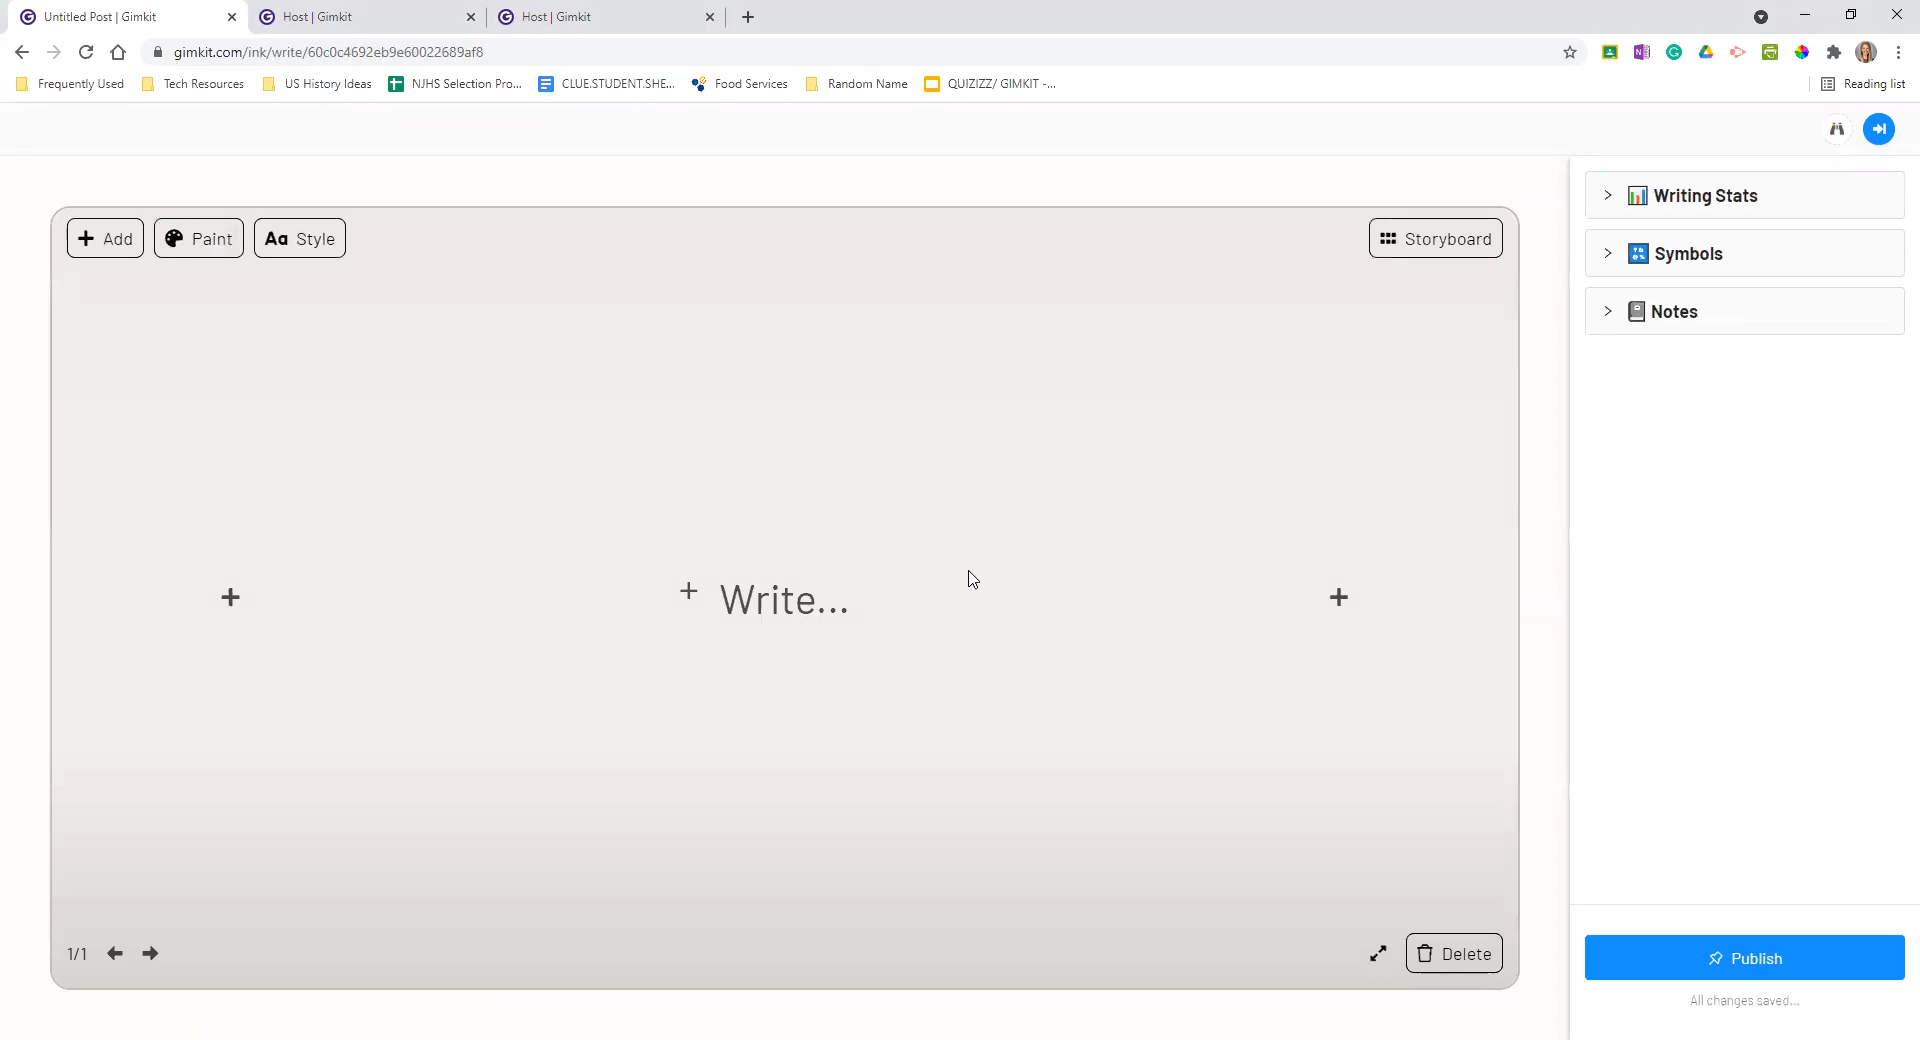 Untitled Post | Gimkit
Host | Gimkit
Host | Gimkit
gimkit.com/ink/write/60c0c4692eb9e60022689af8
Frequently Used
Tech Resources
US History Ideas
NJHS Selection Pro...
CLUE.STUDENT.SHE...
Food Services
Random Name
QUIZIZZ/ GIMKIT -...
Reading list
+ Add
Paint
Aa Style
Storyboard
Writing Stats
Symbols
Notes
+
+ Write...
+
1/1
Delete
Publish
All changes saved...